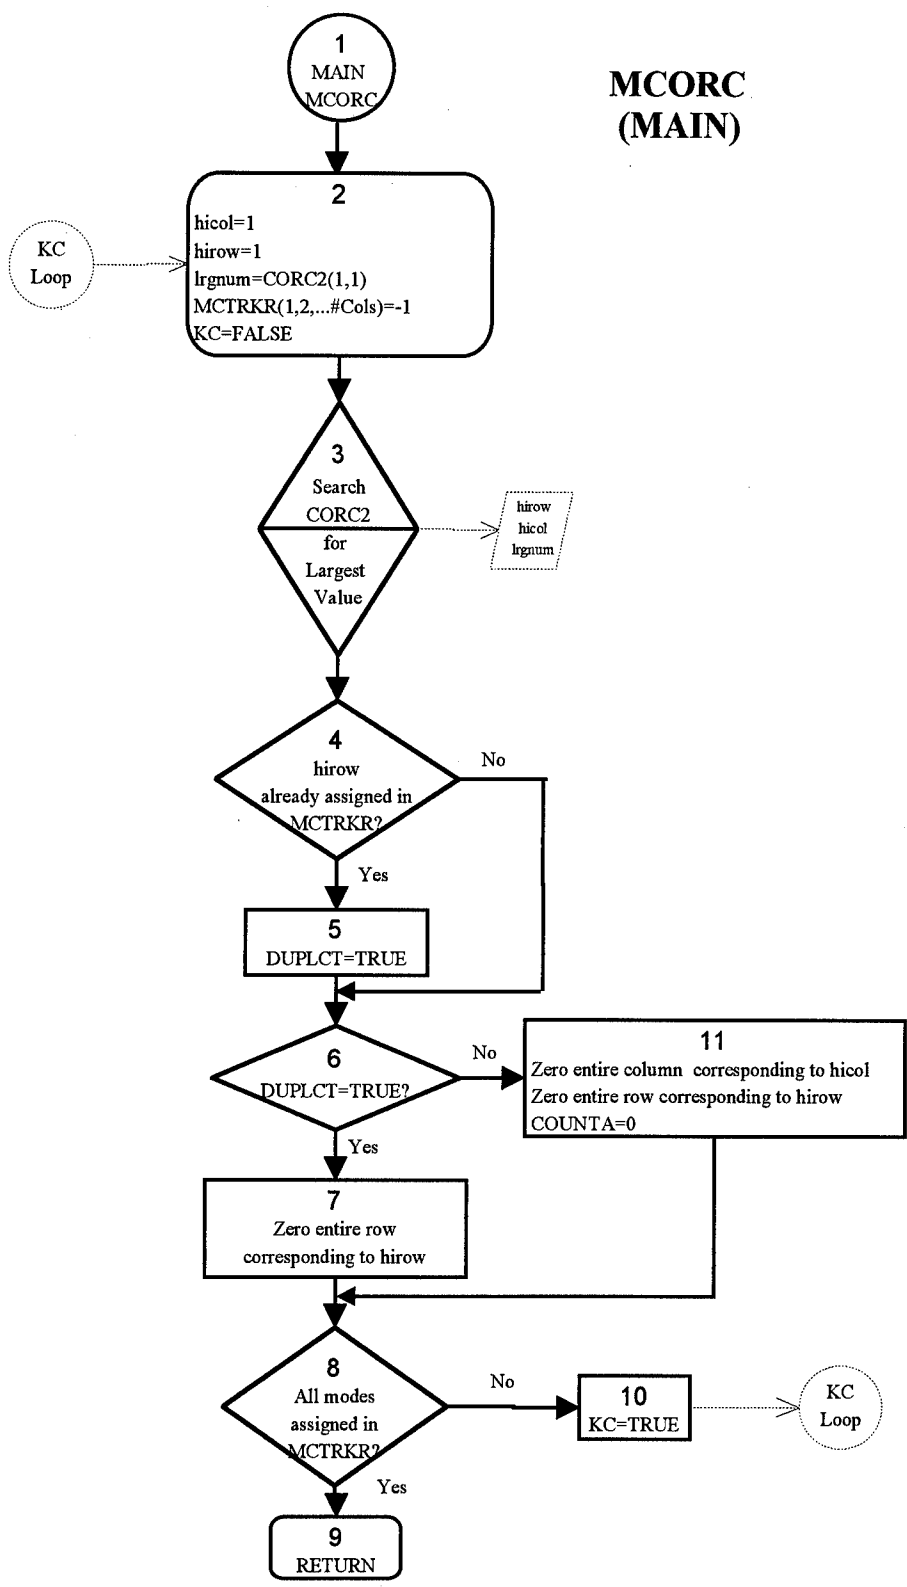 1
MAIN
MCORC
MCORC
(MAIN)
2
hicol=1
hirow=1
lrgnum=CORC2(1,1)
MCTRKR(1,2,...#Cols)=-1
KC=FALSE
KC
Loop
3
Search
CORC2
for
Largest
Value
hirow
hicol
lrgnum
4
hirow
already assigned in
MCTRKR?
No
Yes
5
DUPLCT=TRUE
6
DUPLCT=TRUE?
No
11
Zero entire column corresponding to hicol
Zero entire row corresponding to hirow
COUNTA=0
Yes
7
Zero entire row
corresponding to hirow
8
All modes
assigned in
MCTRKR?
No
10
KC=TRUE
KC
Loop
Yes
9
RETURN